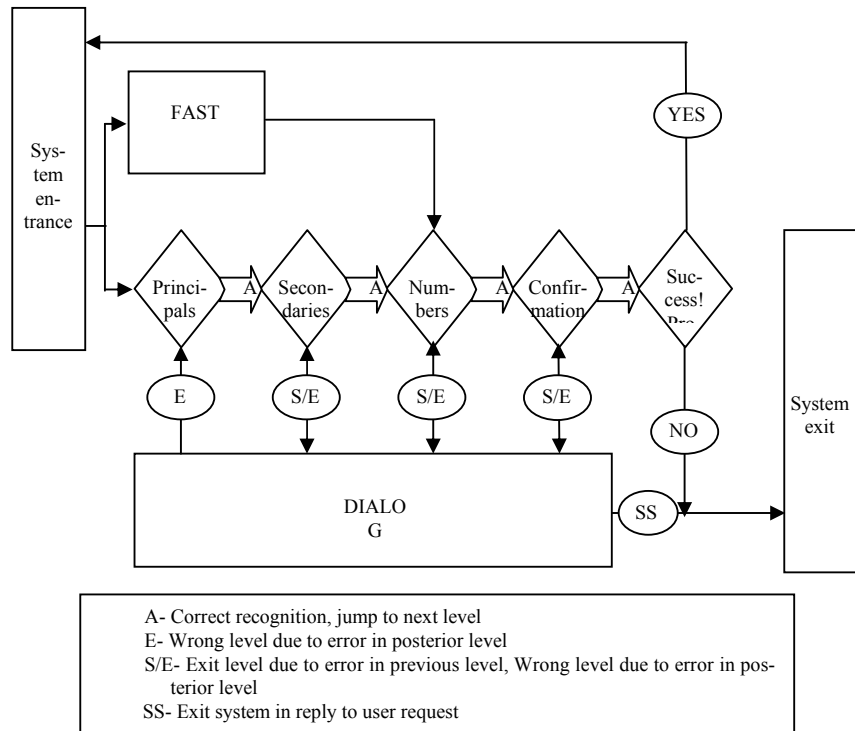 YES
FAST
Sys-
tem
en-
trance
Princi-
pals
A
Secon-
daries
A
Num-
bers
A
Confir-
mation
A
Suc-
cess!
E
S/E
S/E
S/E
NO
System
exit
DIALO
G
SS
A- Correct recognition, jump to next level
E- Wrong level due to error in posterior level
S/E- Exit level due to error in previous level, Wrong level due to error in pos-
terior level
SS- Exit system in reply to user request